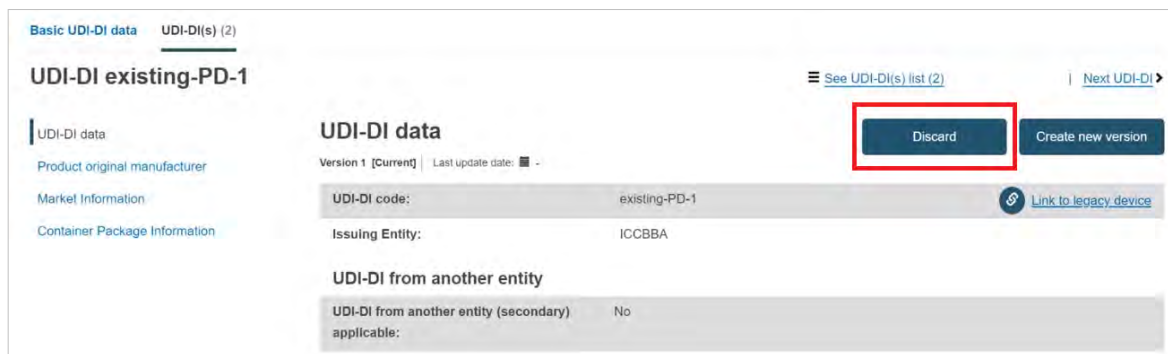 Basic UDI-DI data UDI-DI(s) (2)
UDI-DI existing-PD-1
See UDI-DI(s) list (2) | Next UDI-DI
UDI-DI data
Product original manufacturer
Market Information
Container Package Information
UDI-DI data
Discard
Create new version
Version 1 [Current] | Last update date: -
UDI-DI code: existing-PD-1 Link to legacy device
Issuing Entity: ICCBBA
UDI-DI from another entity
UDI-DI from another entity (secondary) No
applicable: